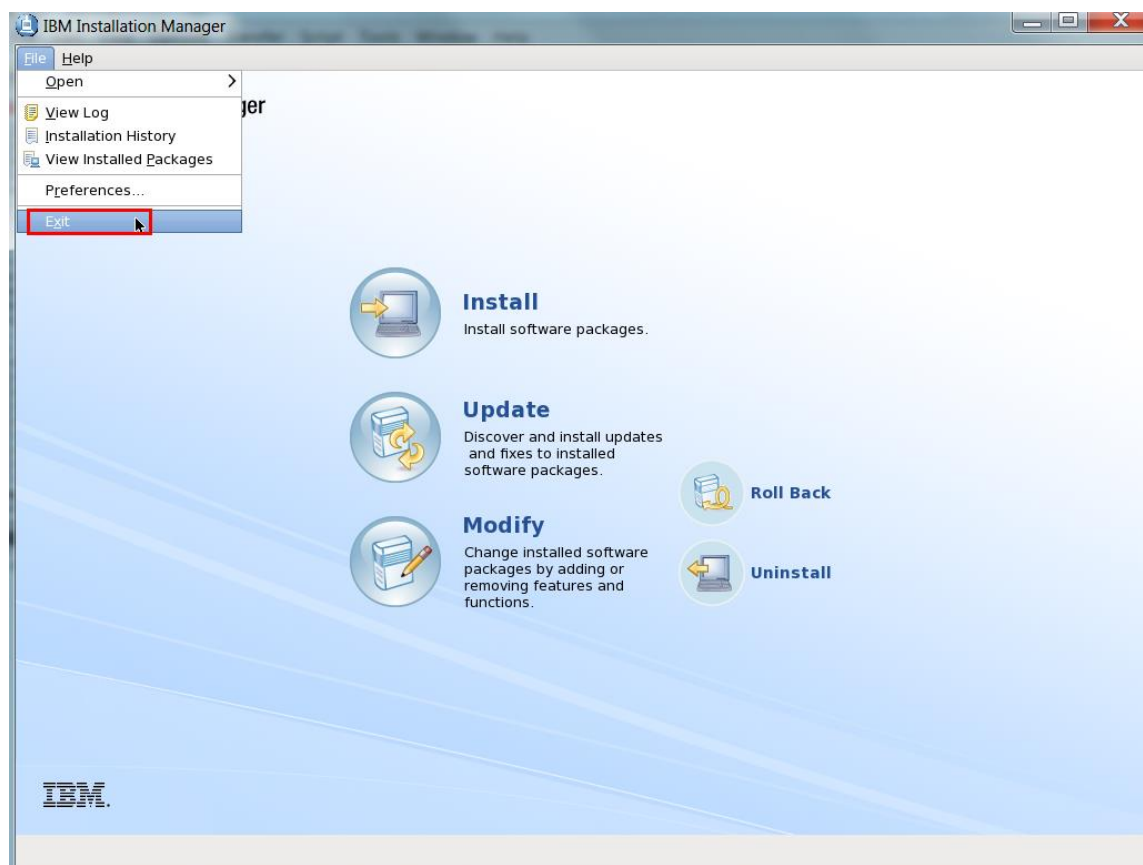 IBM Installation Manager
File Help
Open
ger
View Log
Installation History
View Installed Packages
Preferences...
Exit
Install
Install software packages.
Update
Discover and install updates
and fixes to installed
software packages.
Roll Back
Modify
Change installed software
packages by adding or
removing features and
functions.
Uninstall
IBM.